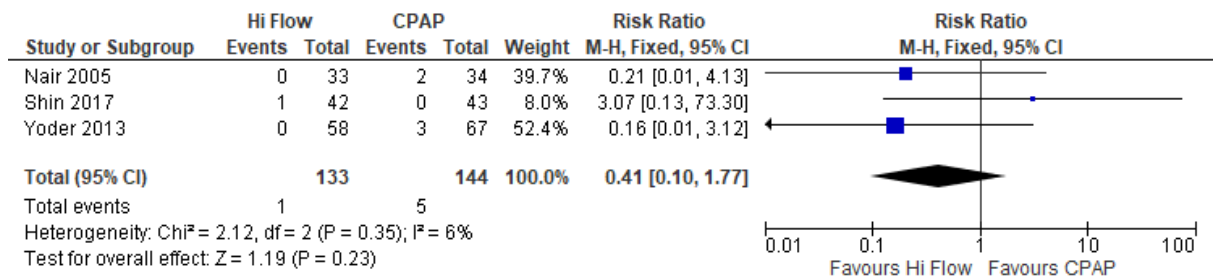 Hi Flow CPAP Risk Ratio Risk Ratio
Study or Subgroup Events Total Events Total Weight M-H, Fixed, 95% CI M-H, Fixed, 95% CI
Nair 2005 0 33 2 34 39.7% 0.21 [0.01, 4.13]
Shin 2017 1 42 0 43 8.0% 3.07 [0.13, 73.30]
Yoder 2013 0 58 3 67 52.4% 0.16 [0.01, 3.12]
Total (95% CI) 133 144 100.0% 0.41 [0.10, 1.77]
Total events 1 5
Heterogeneity: Chi² = 2.12, df = 2 (P = 0.35); I² = 6%
Test for overall effect: Z = 1.19 (P = 0.23)
0.01 0.1 1 10 100
Favours Hi Flow Favours CPAP